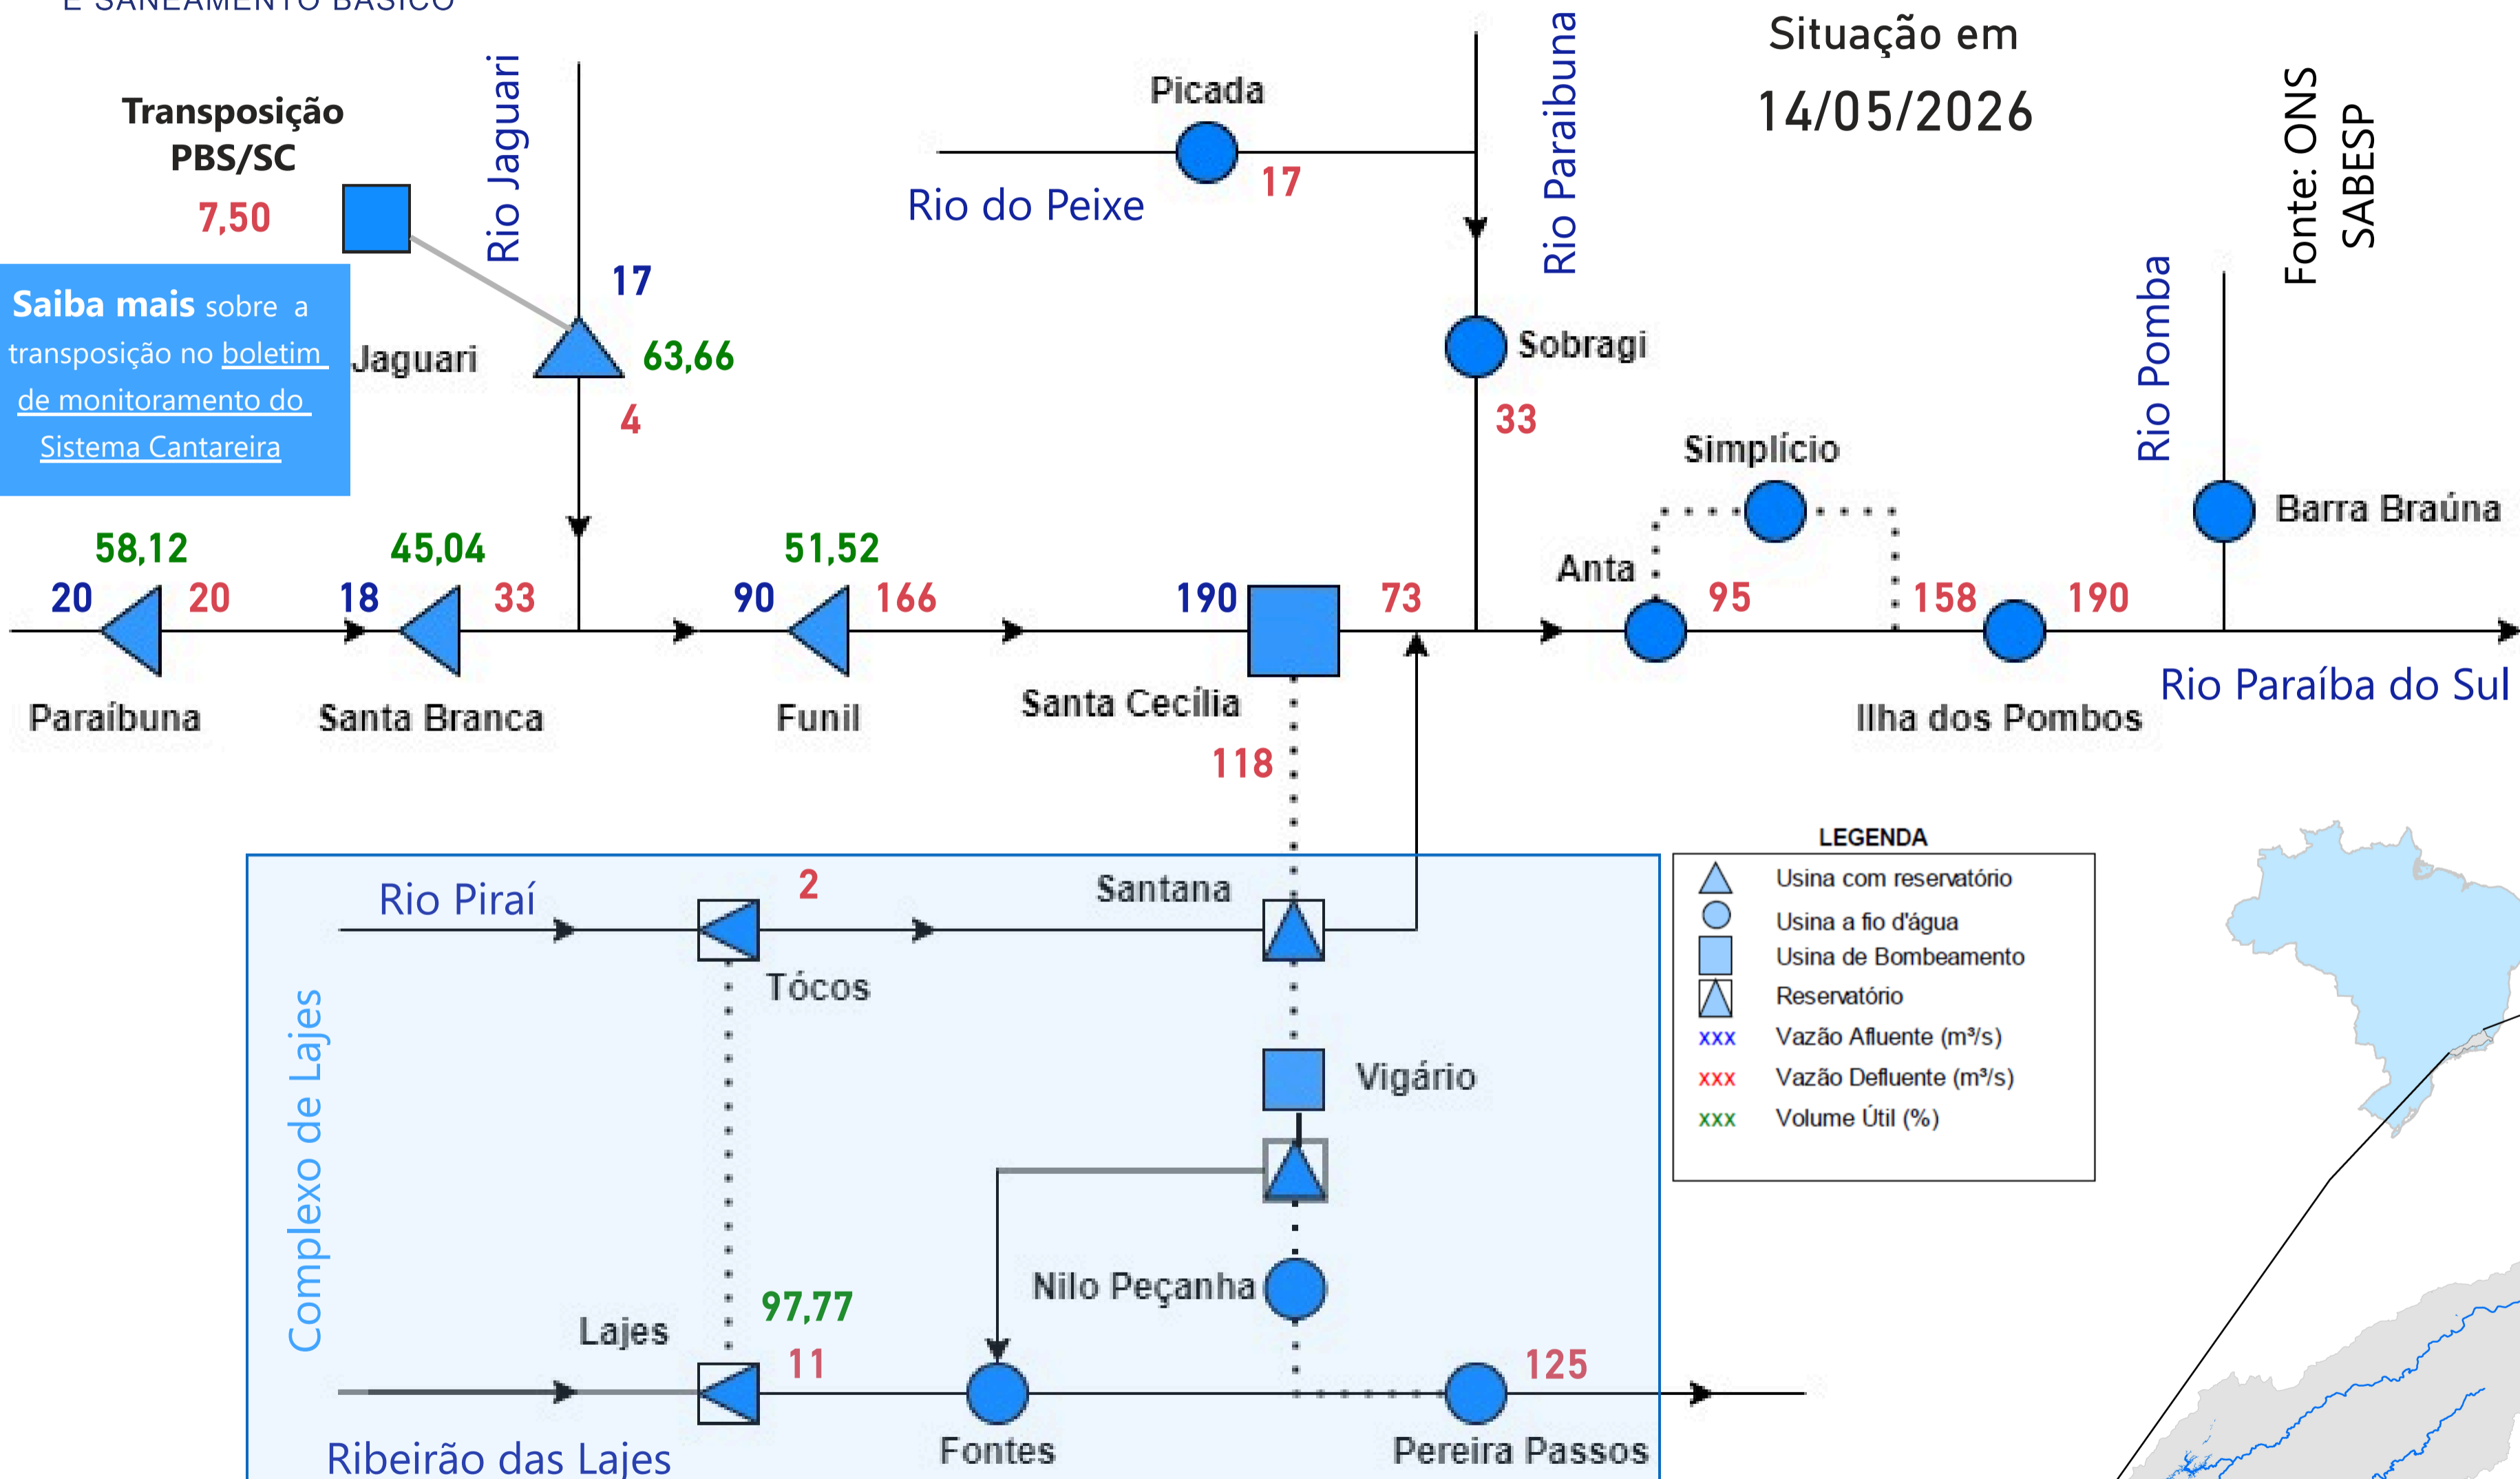 E SANEAMENTO BÁSICO
Situação em
14/05/2026
Fonte: ONS
SABESP
Transposição
PBS/SC
7,50
Rio Jaguari
Picada
17
Rio do Peixe
Rio Paraibuna
Saiba mais sobre a
transposição no boletim
de monitoramento do
Sistema Cantareira
17
Jaguari
63,66
4
Sobragi
33
Rio Pomba
Simplício
Barra Braúna
58,12
45,04
51,52
Anta
20
20
18
33
90
166
190
73
95
158
190
Rio Paraíba do Sul
Paraíbuna
Santa Branca
Funil
Santa Cecília
Ilha dos Pombos
118
Complexo de Lajes
Rio Piraí
2
Santana
Tócos
Vigário
Nilo Peçanha
97,77
Lajes
11
125
Fontes
Pereira Passos
Ribeirão das Lajes
LEGENDA
Usina com reservatório
Usina a fio d'água
Usina de Bombeamento
Reservatório
xxx Vazão Afluente (m³/s)
xxx Vazão Defluente (m³/s)
xxx Volume Útil (%)